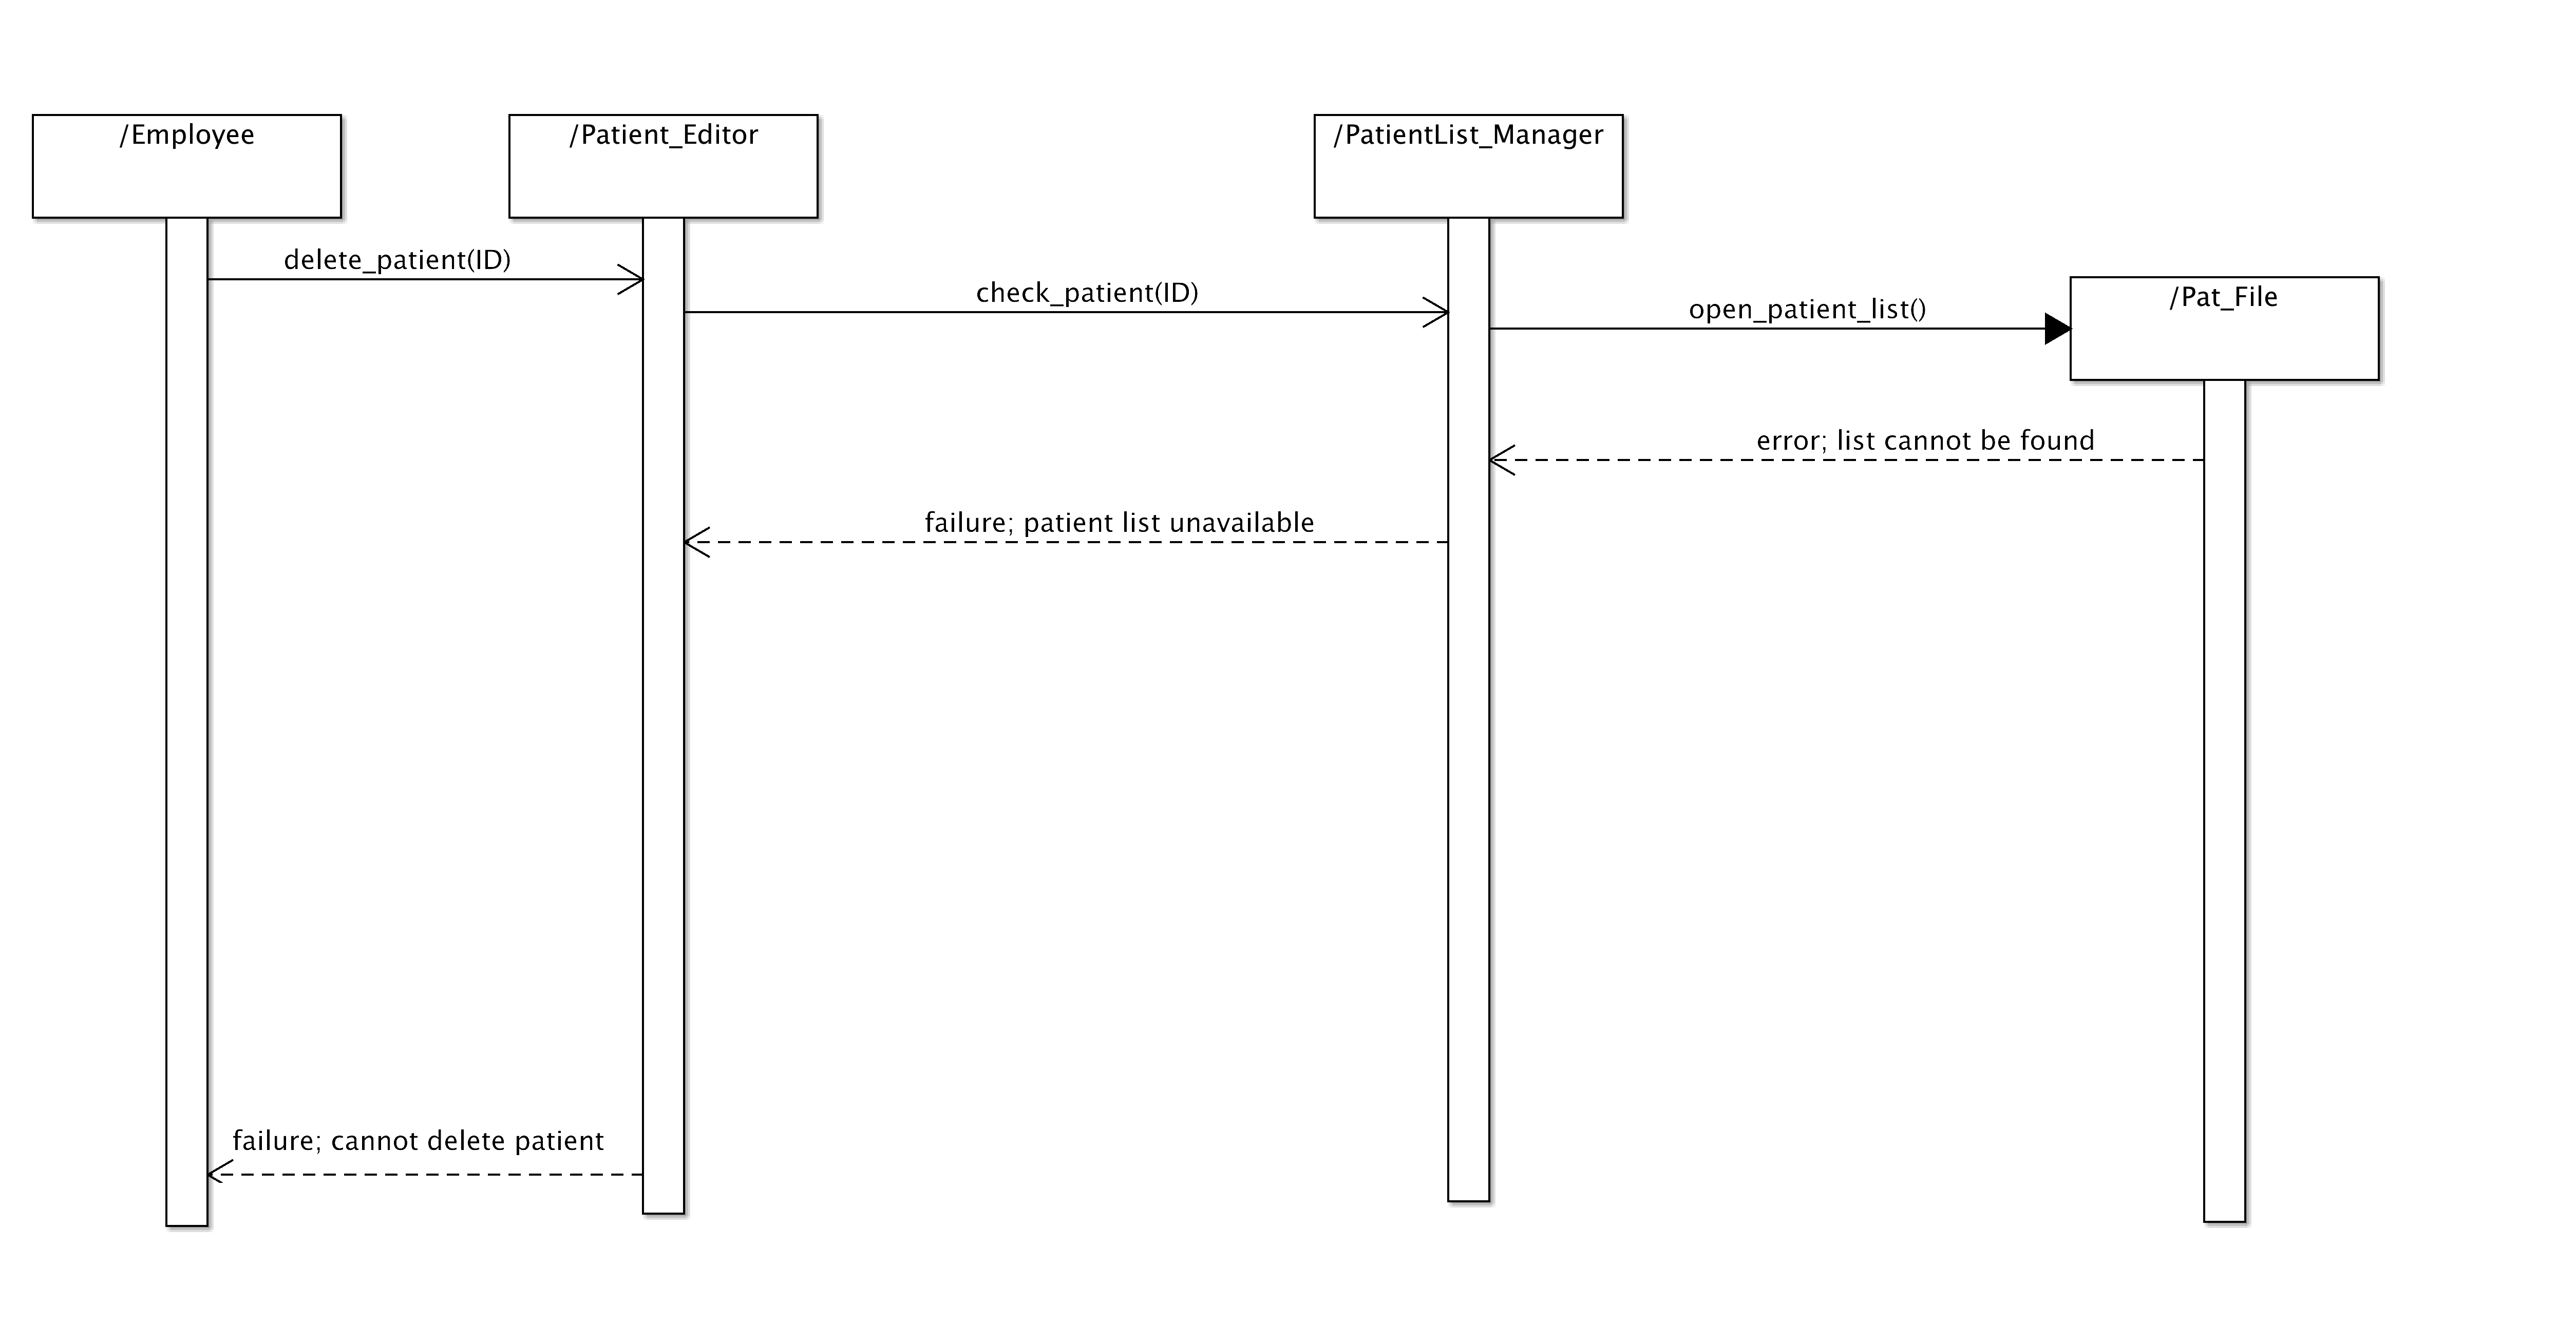 /Employee
/Patient_Editor
/PatientList_Manager
delete_patient(ID)
check_patient(ID)
open_patient_list()
/Pat_File
error; list cannot be found
failure; patient list unavailable
failure; cannot delete patient